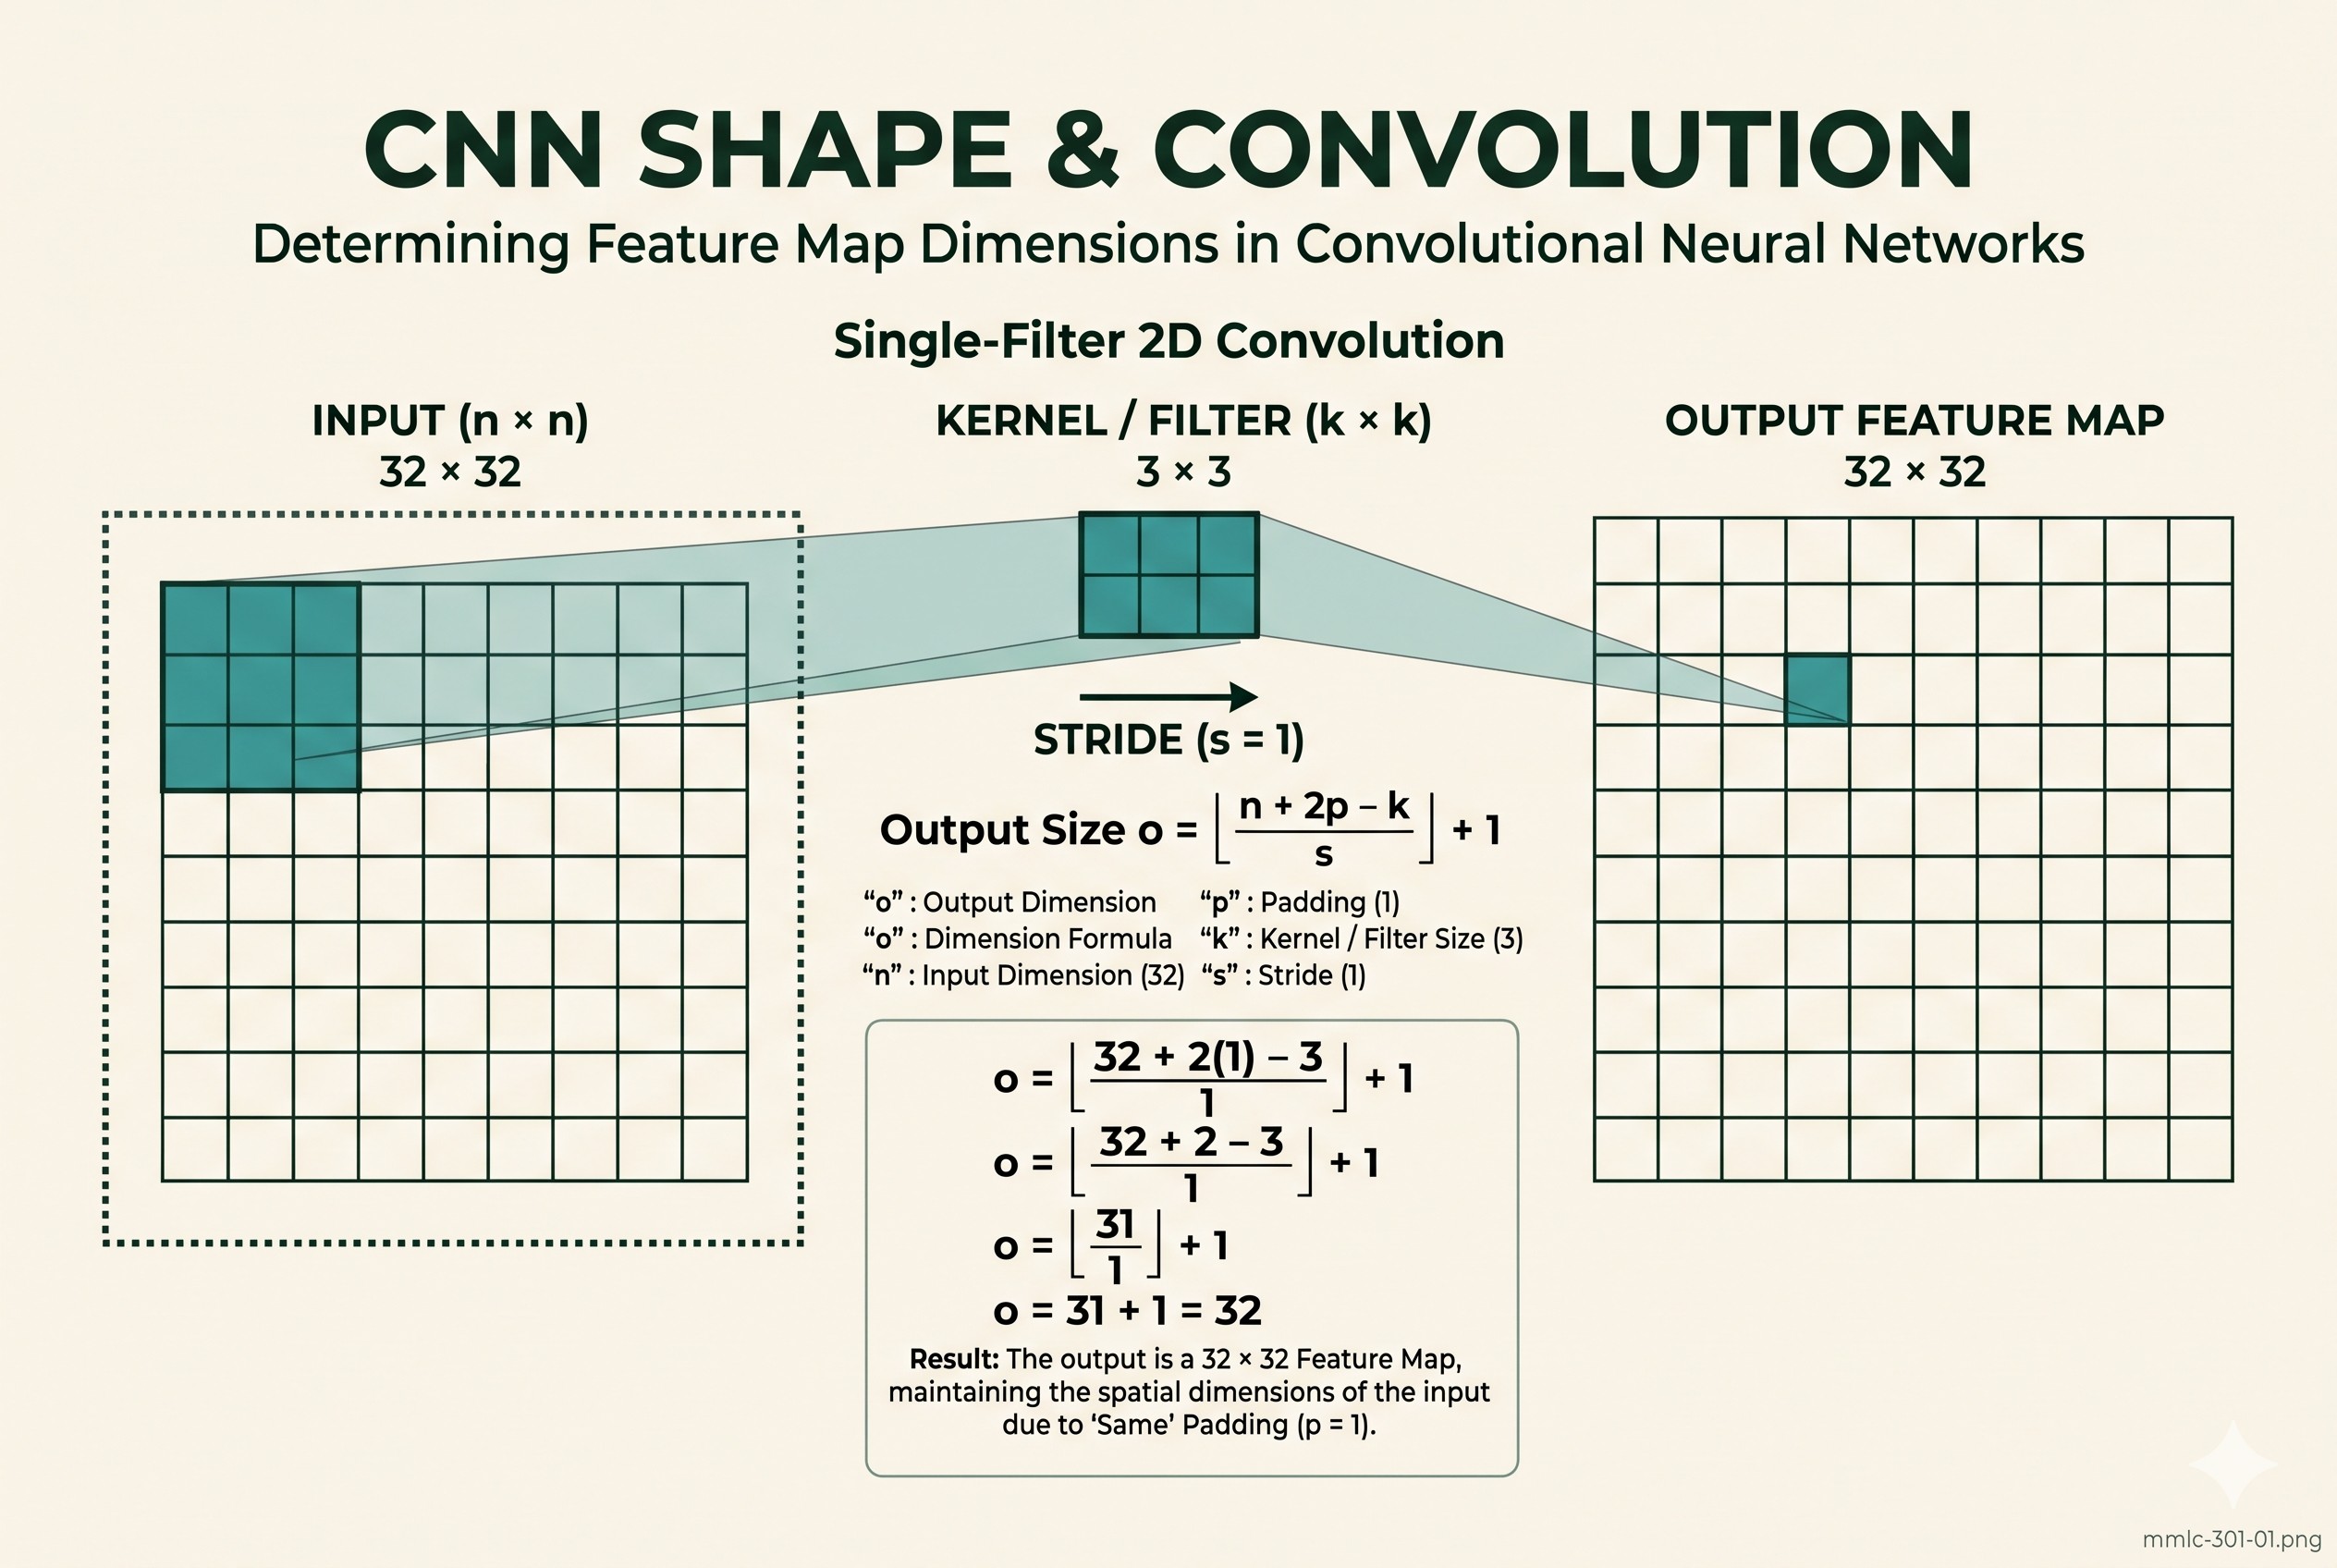 CNN SHAPE & CONVOLUTION
Determining Feature Map Dimensions in Convolutional Neural Networks
Single-Filter 2D Convolution
INPUT (n × n)
32 × 32
KERNEL / FILTER (k × k)
3 × 3
OUTPUT FEATURE MAP
32 × 32
STRIDE (s = 1)
Output Size o = ⌊(n + 2p – k) / s⌋ + 1
“o” : Output Dimension “p” : Padding (1)
“o” : Dimension Formula “k” : Kernel / Filter Size (3)
“n” : Input Dimension (32) “s” : Stride (1)
o = ⌊(32 + 2(1) – 3) / 1⌋ + 1
o = ⌊(32 + 2 – 3) / 1⌋ + 1
o = ⌊31 / 1⌋ + 1
o = 31 + 1 = 32
Result: The output is a 32 × 32 Feature Map,
maintaining the spatial dimensions of the input
due to ‘Same’ Padding (p = 1).
mmlc-301-01.png